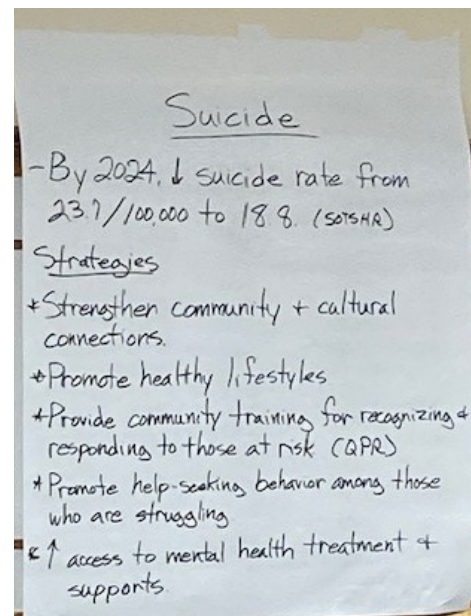 Suicide
- By 2024, ↓ suicide rate from
23.7/100,000 to 18.8. (SOTSHR)
Strategies
* Strengthen community + cultural
connections.
* Promote healthy lifestyles
* Provide community training for recognizing +
responding to those at risk (QPR)
* Promote help-seeking behavior among those
who are struggling
* ↑ access to mental health treatment +
supports.